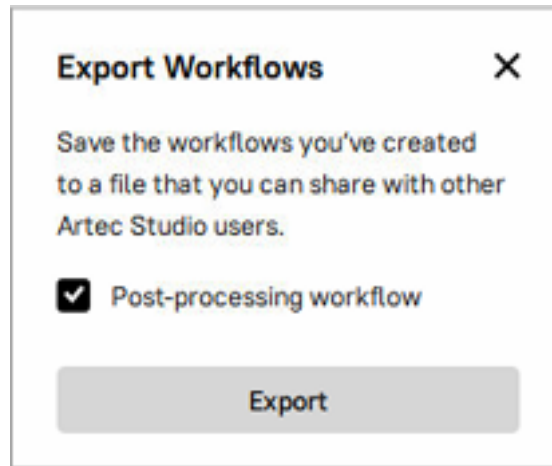 Export Workflows
Save the workflows you've created
to a file that you can share with other
Artec Studio users.
Post-processing workflow
Export